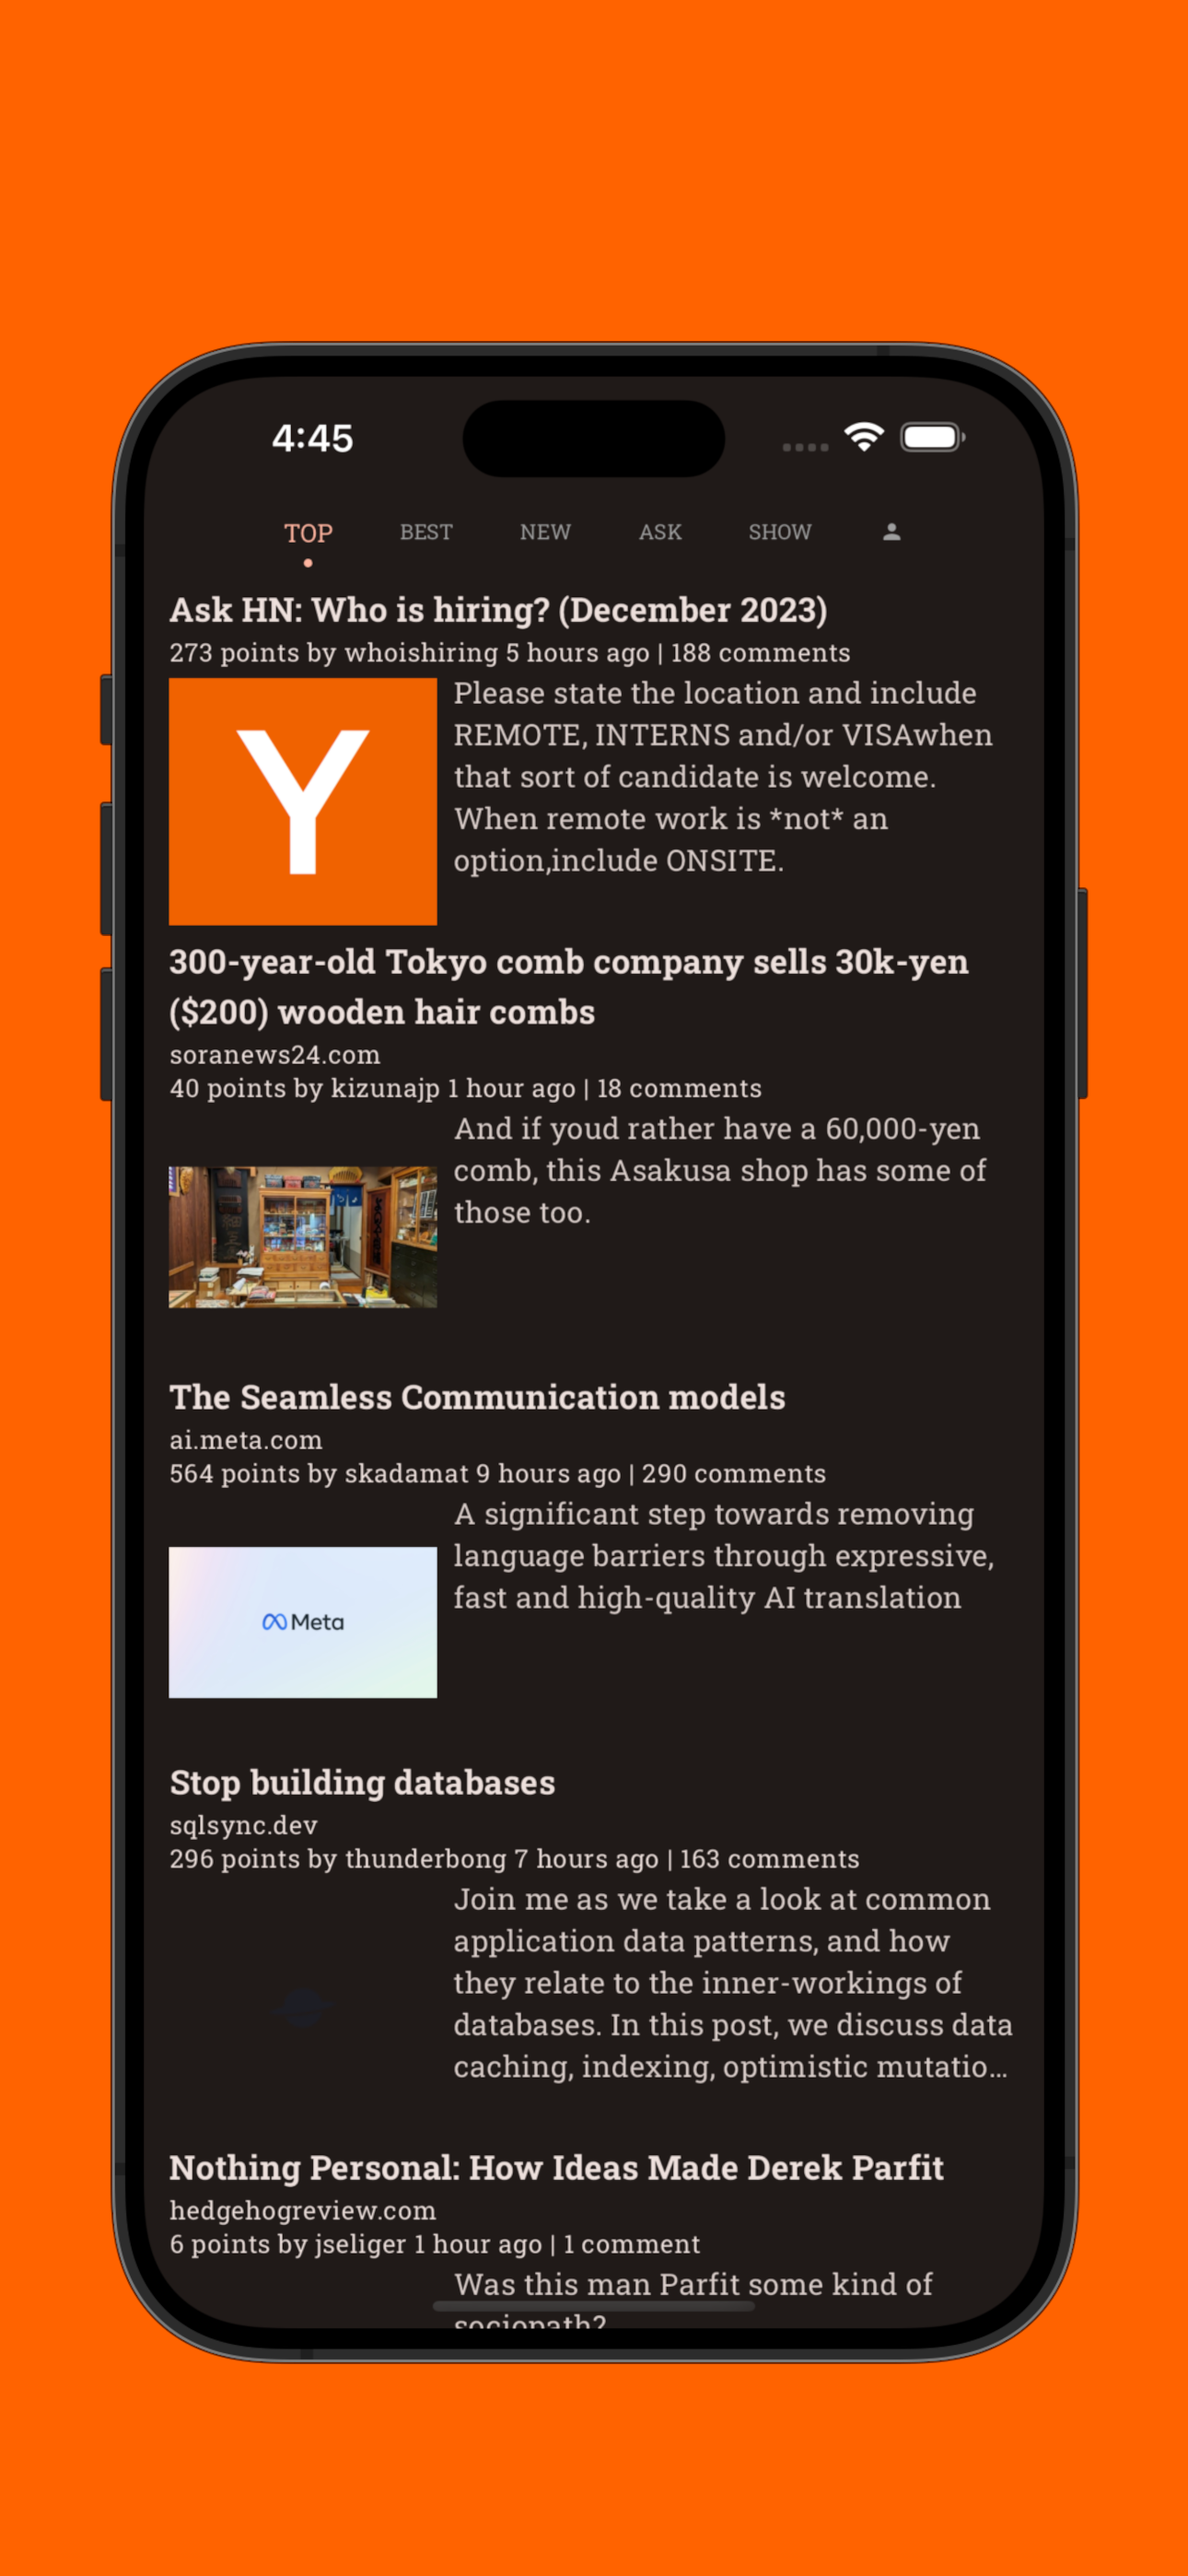 4:45
TOP BEST NEW ASK SHOW
Ask HN: Who is hiring? (December 2023)
273 points by whoishiring 5 hours ago | 188 comments
Y
Please state the location and include
REMOTE, INTERNS and/or VISAwhen
that sort of candidate is welcome.
When remote work is *not* an
option,include ONSITE.
300-year-old Tokyo comb company sells 30k-yen
($200) wooden hair combs
soranews24.com
40 points by kizunajp 1 hour ago | 18 comments
And if youd rather have a 60,000-yen
comb, this Asakusa shop has some of
those too.
The Seamless Communication models
ai.meta.com
564 points by skadamat 9 hours ago | 290 comments
Meta
A significant step towards removing
language barriers through expressive,
fast and high-quality AI translation
Stop building databases
sqlsync.dev
296 points by thunderbong 7 hours ago | 163 comments
Join me as we take a look at common
application data patterns, and how
they relate to the inner-workings of
databases. In this post, we discuss data
caching, indexing, optimistic mutatio...
Nothing Personal: How Ideas Made Derek Parfit
hedgehogreview.com
6 points by jseliger 1 hour ago | 1 comment
Was this man Parfit some kind of
sociopath?